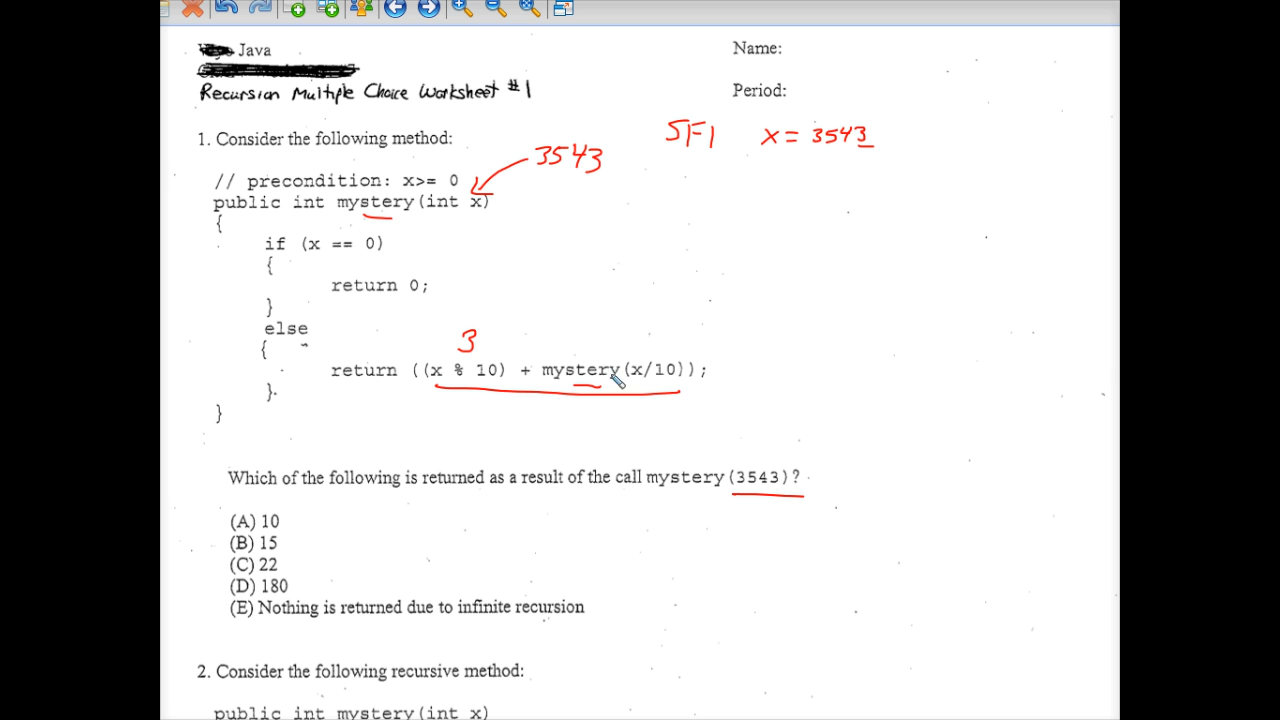 Java
Name:
Recursion Multiple Choice Worksheet #1
Period:
1. Consider the following method:
SF1 x = 3543
3543
// precondition: x>= 0
public int mystery(int x)
{
if (x == 0)
{
return 0;
}
else
{
3
return ((x % 10) + mystery(x/10));
}
}
Which of the following is returned as a result of the call mystery(3543)?
(A) 10
(B) 15
(C) 22
(D) 180
(E) Nothing is returned due to infinite recursion
2. Consider the following recursive method:
public int mystery(int x)